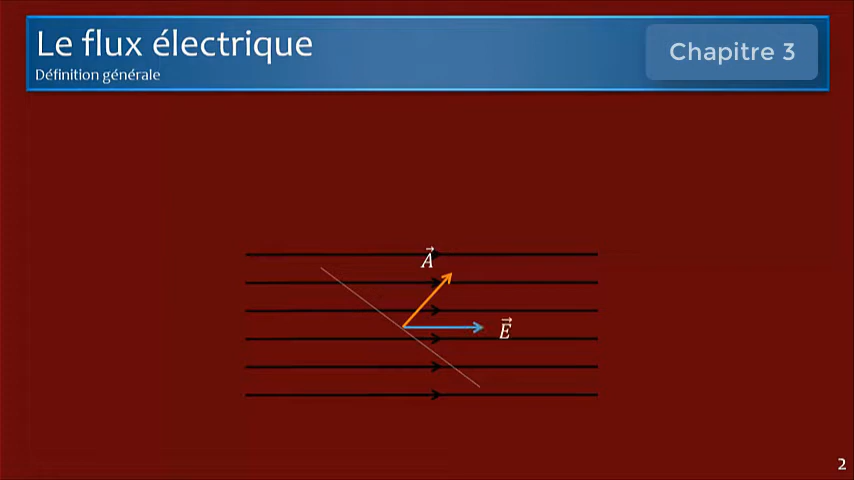 Le flux électrique
Définition générale
Chapitre 3
A⃗
E⃗
2